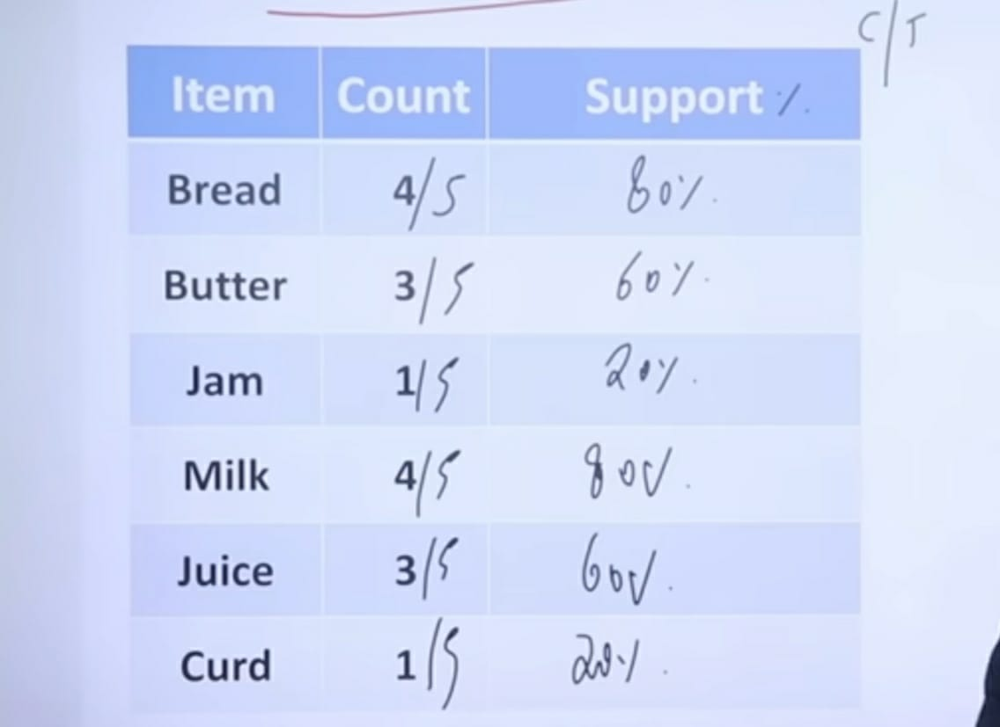 C/T
Item Count Support %.
Bread 4/5 80%.
Butter 3/5 60%.
Jam 1/5 20%.
Milk 4/5 80%.
Juice 3/5 60%.
Curd 1/5 20%.